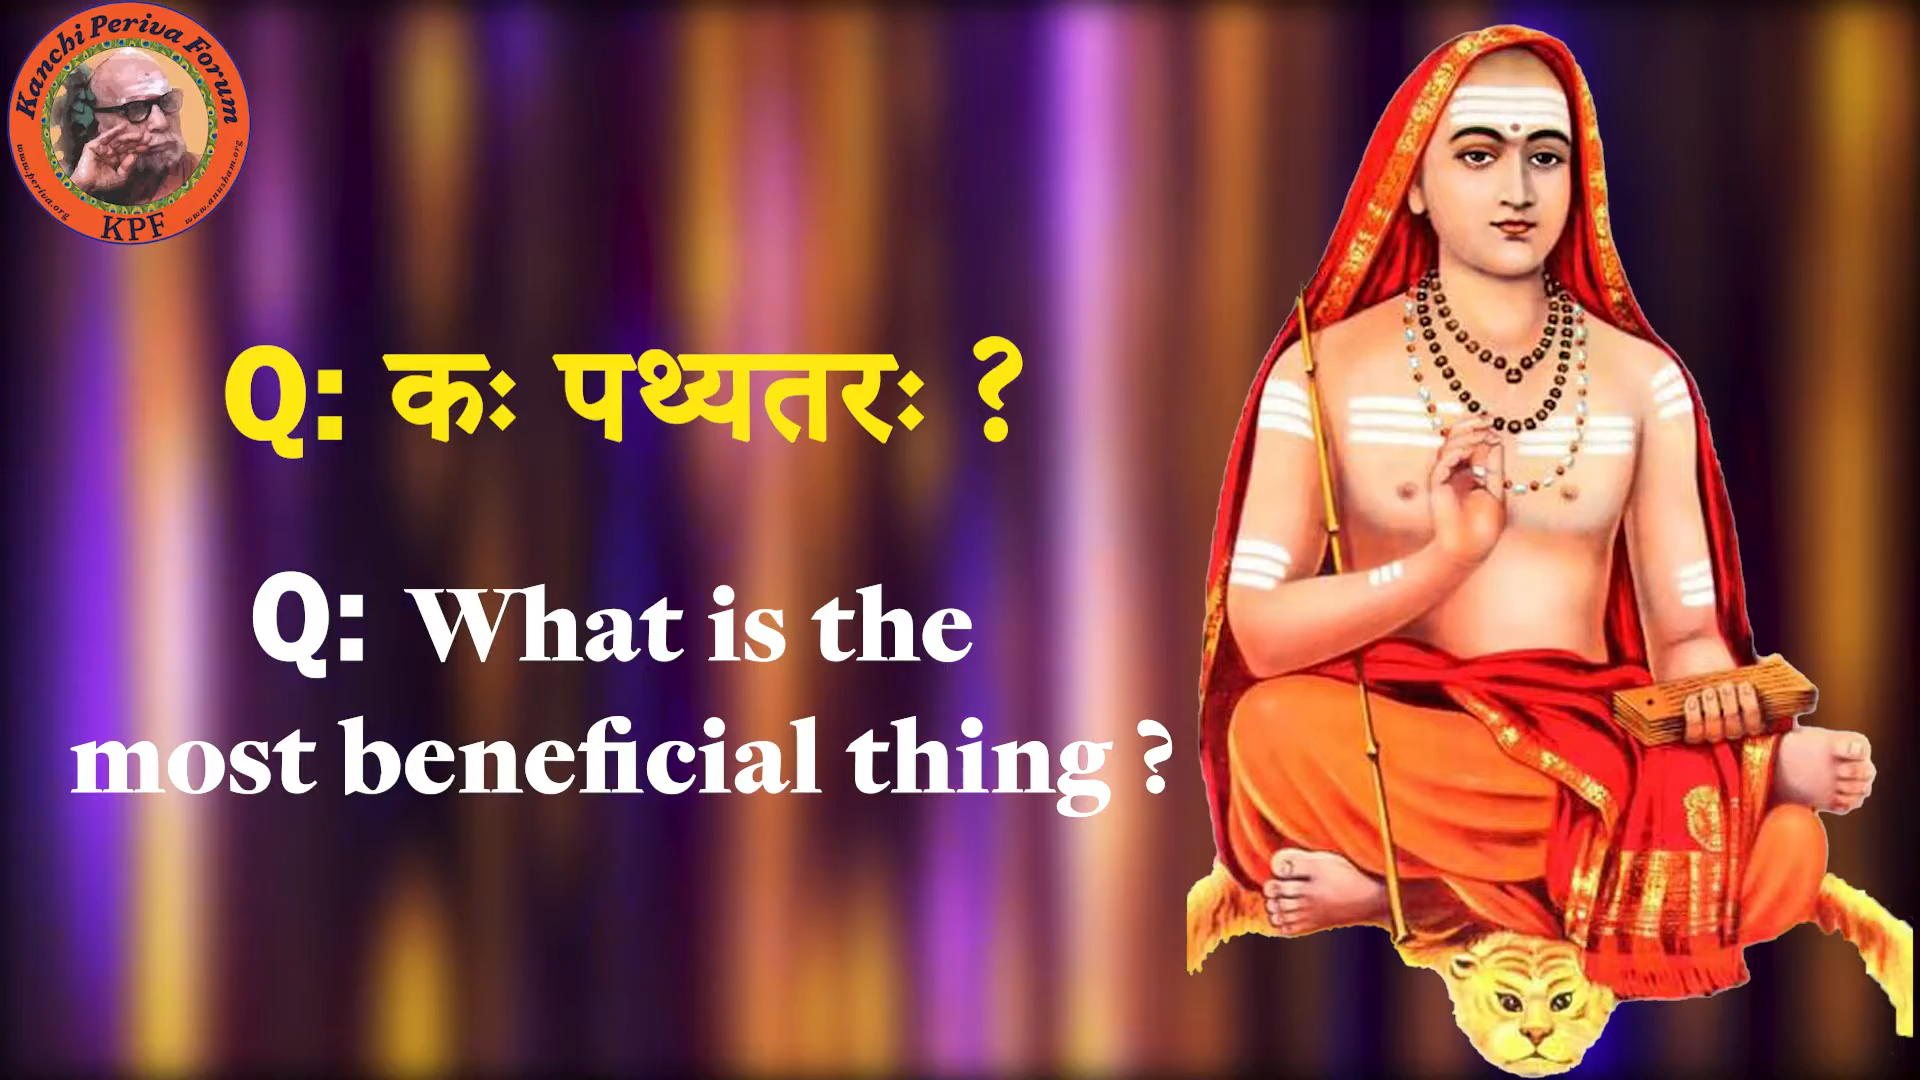 Kanchi Periva Forum
www.periva.org
www.anusham.org
KPF
Q: कः पथ्यतरः ?
Q: What is the
most beneficial thing ?